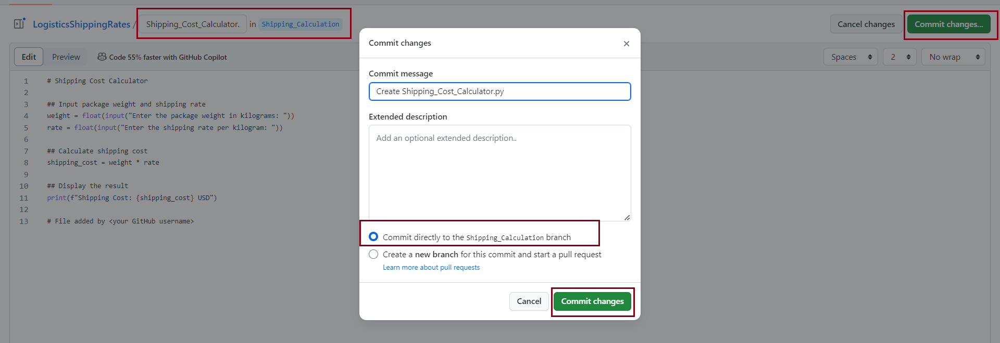 LogisticsShippingRates / Shipping_Cost_Calculator. in Shipping_Calculation
Cancel changes
Commit changes...
Edit
Preview
Code 55% faster with GitHub Copilot
Spaces
2
No wrap
1 # Shipping Cost Calculator
2
3 ## Input package weight and shipping rate
4 weight = float(input("Enter the package weight in kilograms: "))
5 rate = float(input("Enter the shipping rate per kilogram: "))
6
7 ## Calculate shipping cost
8 shipping_cost = weight * rate
9
10 ## Display the result
11 print(f"Shipping Cost: {shipping_cost} USD")
12
13 # File added by <your GitHub username>
Commit changes
Commit message
Create Shipping_Cost_Calculator.py
Extended description
Add an optional extended description..
Commit directly to the Shipping_Calculation branch
Create a new branch for this commit and start a pull request
Learn more about pull requests
Cancel
Commit changes